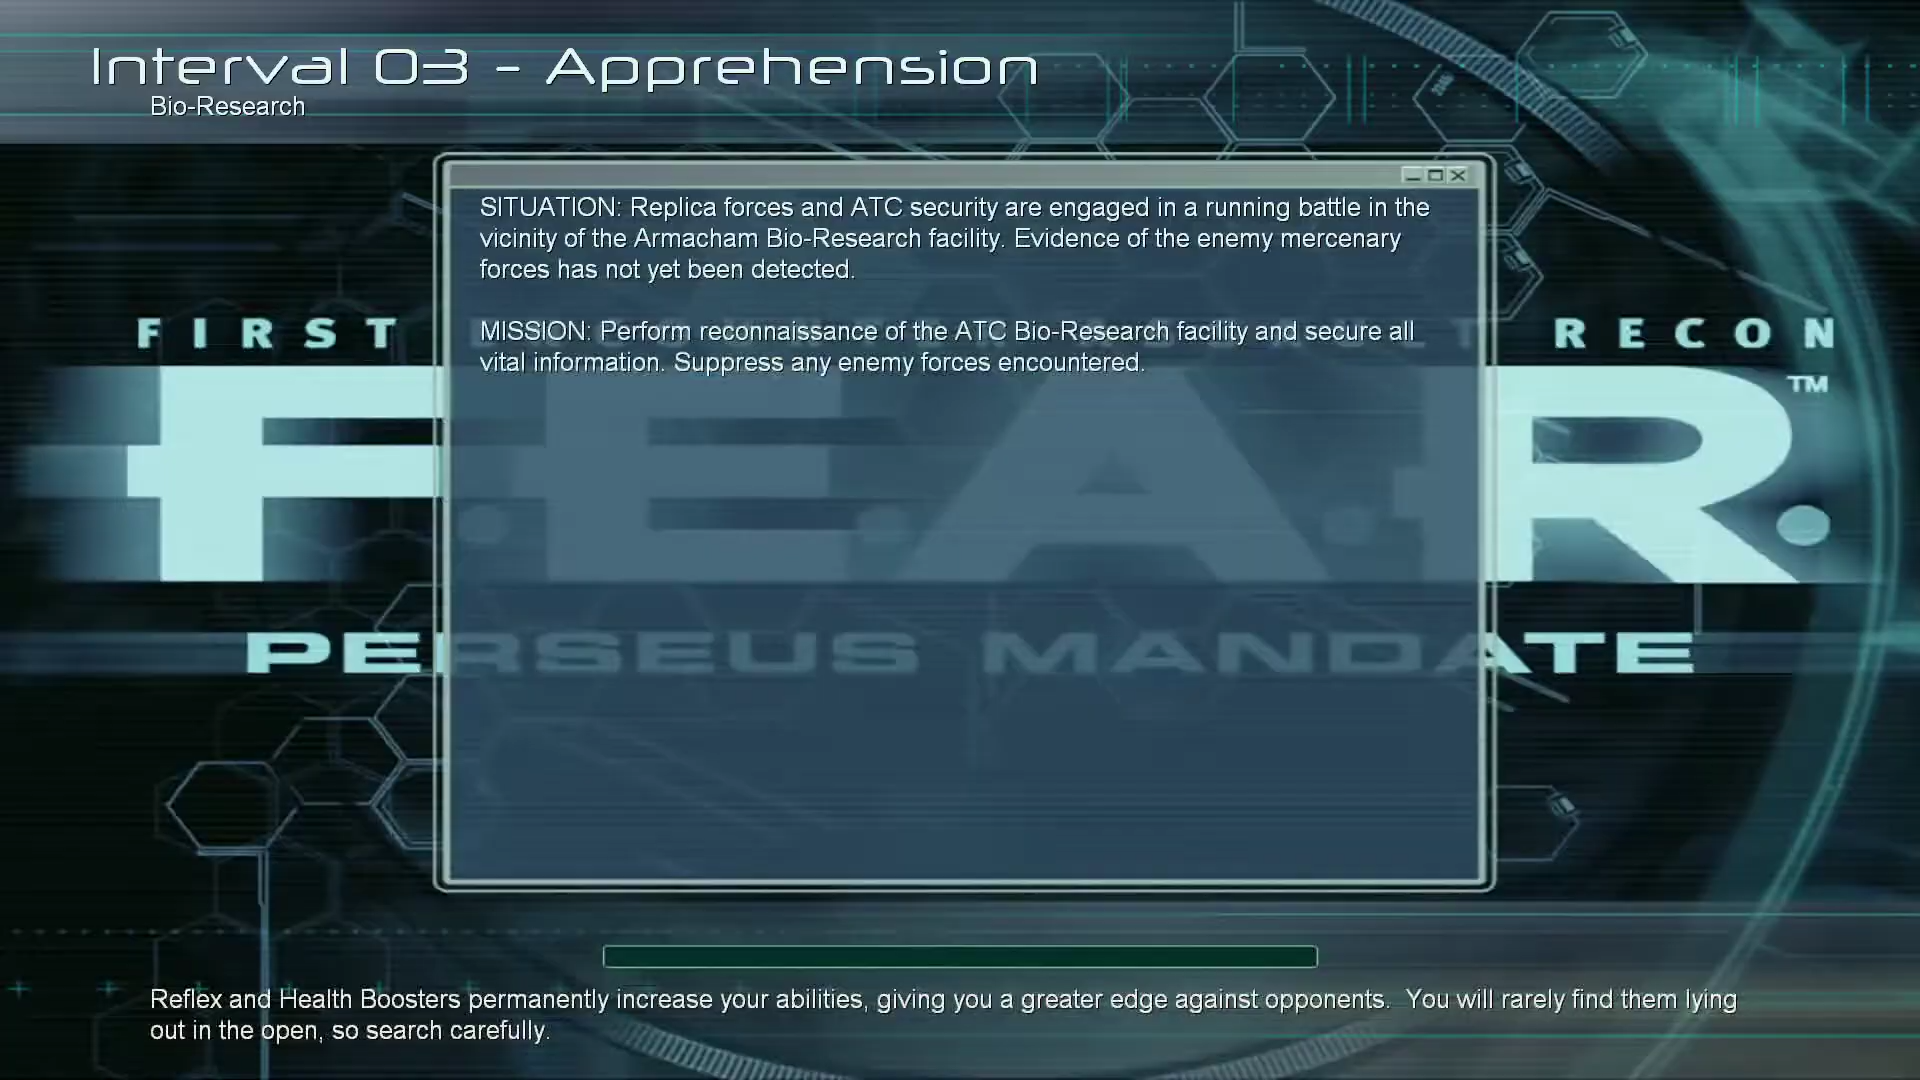 Interval 03 - Apprehension
Bio-Research
SITUATION: Replica forces and ATC security are engaged in a running battle in the
vicinity of the Armacham Bio-Research facility. Evidence of the enemy mercenary
forces has not yet been detected.
MISSION: Perform reconnaissance of the ATC Bio-Research facility and secure all
vital information. Suppress any enemy forces encountered.
FIRST RECON
F.E.A.R.™
PERSEUS MANDATE
Reflex and Health Boosters permanently increase your abilities, giving you a greater edge against opponents.  You will rarely find them lying
out in the open, so search carefully.